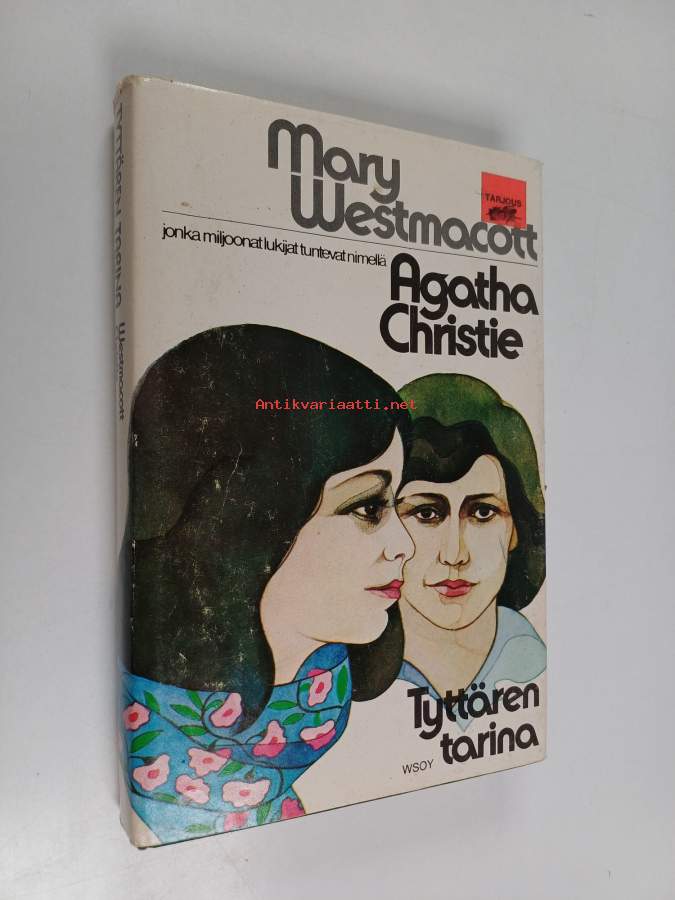 Mary
Westmacott
TARJOUS
jonka miljoonat lukijat tuntevat nimellä
Agatha
Christie
Antikvariaatti.net
Tyttären
tarina
WSOY
TYTTÄREN TARINA Westmacott